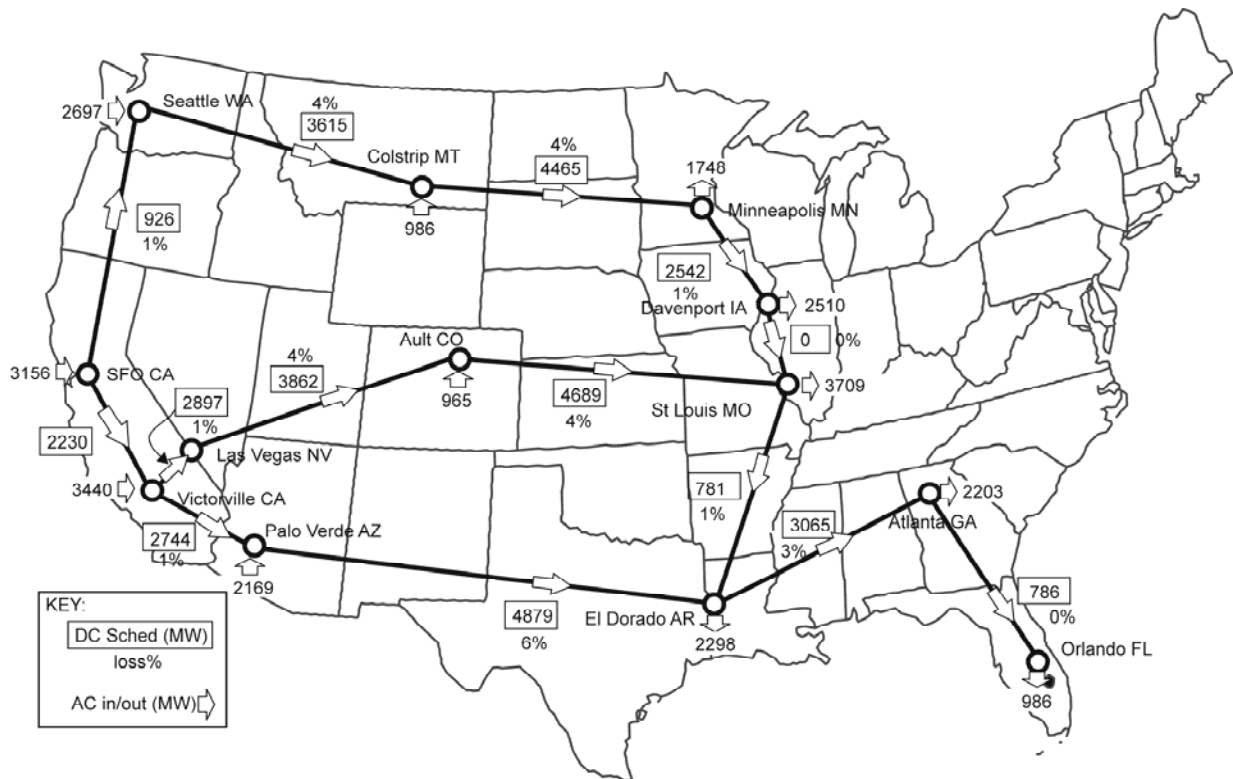 2697
Seattle WA
4%
3615
Colstrip MT
4%
4465
1748
Minneapolis MN
986
926
1%
2542
1%
Davenport IA
2510
0 0%
Ault CO
4%
3862
3156
SFO CA
965
4689
4%
St Louis MO
3709
2897
1%
2230
Las Vegas NV
3440
Victorville CA
2744
1%
Palo Verde AZ
2169
781
1%
3065
3%
2203
Atlanta GA
4879
6%
El Dorado AR
2298
786
0%
Orlando FL
986
KEY:
DC Sched (MW)
loss%
AC in/out (MW)